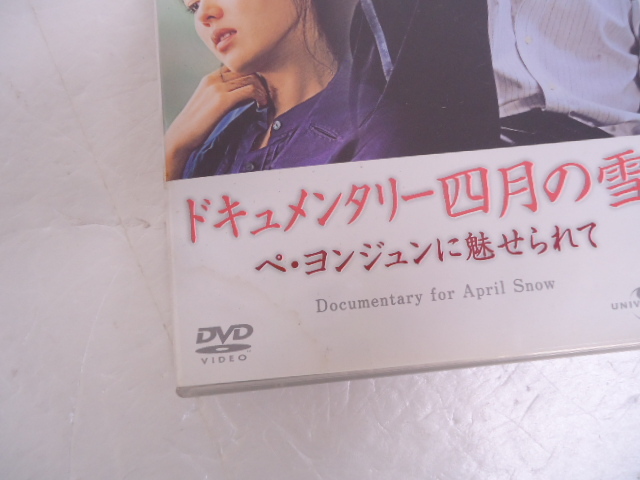 ドキュメンタリー四月の雪
ペ・ヨンジュンに魅せられて
Documentary for April Snow
DVD
VIDEO